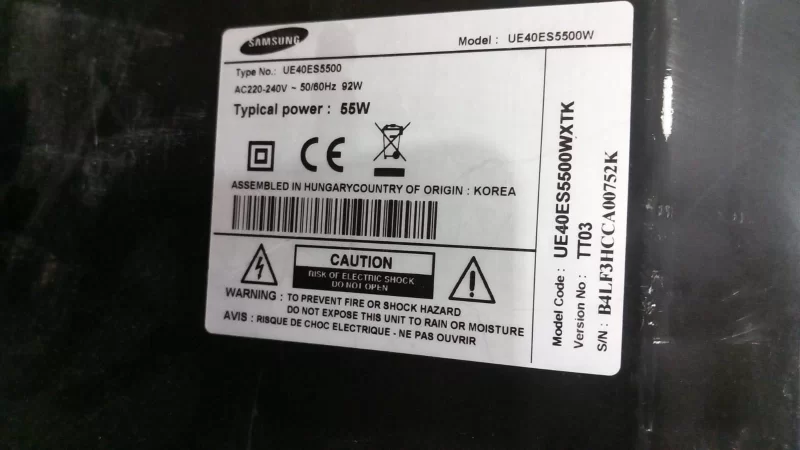 SAMSUNG
Model : UE40ES5500W
Type No.: UE40ES5500
AC220-240V ~ 50/60Hz 92W
Typical power : 55W
CE
ASSEMBLED IN HUNGARYCOUNTRY OF ORIGIN : KOREA
CAUTION
RISK OF ELECTRIC SHOCK
DO NOT OPEN
WARNING : TO PREVENT FIRE OR SHOCK HAZARD
DO NOT EXPOSE THIS UNIT TO RAIN OR MOISTURE
AVIS : RISQUE DE CHOC ELECTRIQUE - NE PAS OUVRIR
Model Code : UE40ES5500WXTK
Version No : TT03
S/N : B4LF3HCCA00752K